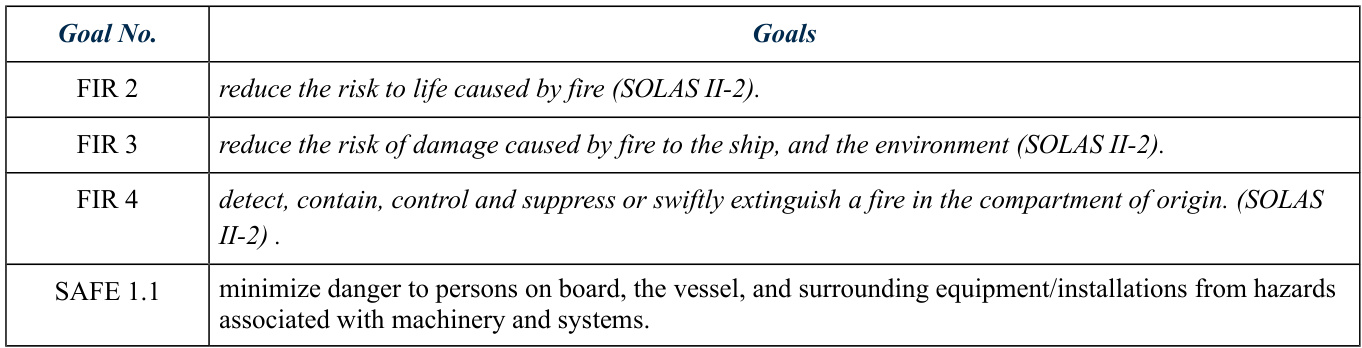 Goal No. Goals
FIR 2 reduce the risk to life caused by fire (SOLAS II-2).
FIR 3 reduce the risk of damage caused by fire to the ship, and the environment (SOLAS II-2).
FIR 4 detect, contain, control and suppress or swiftly extinguish a fire in the compartment of origin. (SOLAS
II-2) .
SAFE 1.1 minimize danger to persons on board, the vessel, and surrounding equipment/installations from hazards
associated with machinery and systems.